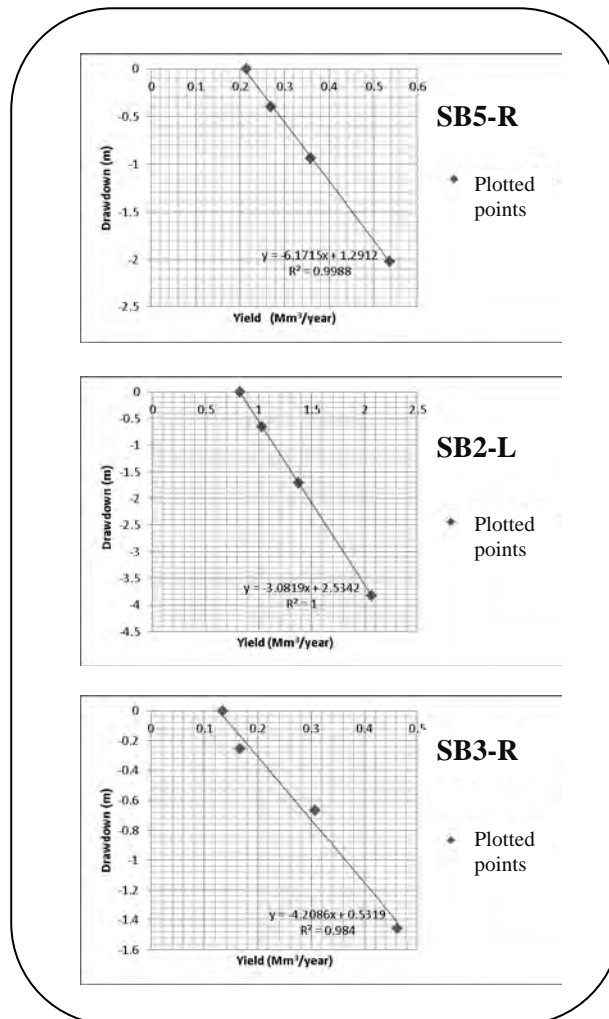 0
0 0.1 0.2 0.3 0.4 0.5 0.6
-0.5
-1
-1.5
-2
-2.5
Drawdown (m)
SB5-R
Plotted
points
y = -6.1715x + 1.2912
R² = 0.9988
Yield (Mm³/year)
0
0 0.5 1 1.5 2 2.5
-0.5
-1
-1.5
-2
-2.5
-3
-3.5
-4
-4.5
Drawdown (m)
SB2-L
Plotted
points
y = -3.0819x + 2.5342
R² = 1
Yield (Mm³/year)
0
0 0.1 0.2 0.3 0.4 0.5
-0.2
-0.4
-0.6
-0.8
-1
-1.2
-1.4
-1.6
Drawdown (m)
SB3-R
Plotted
points
y = -4.2086x + 0.5319
R² = 0.984
Yield (Mm³/year)